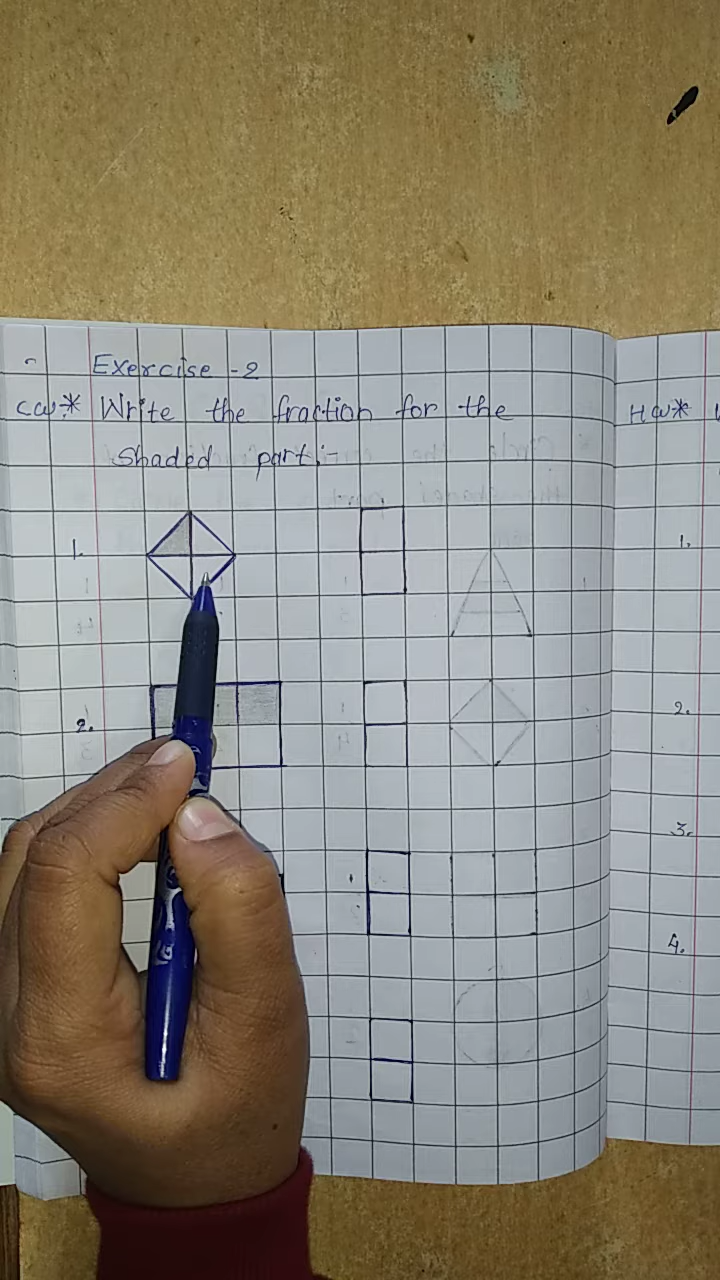 Exercise -2
CW* Write the fraction for the
HW*
Shaded part:-
1.
1.
2.
2.
3.
4.